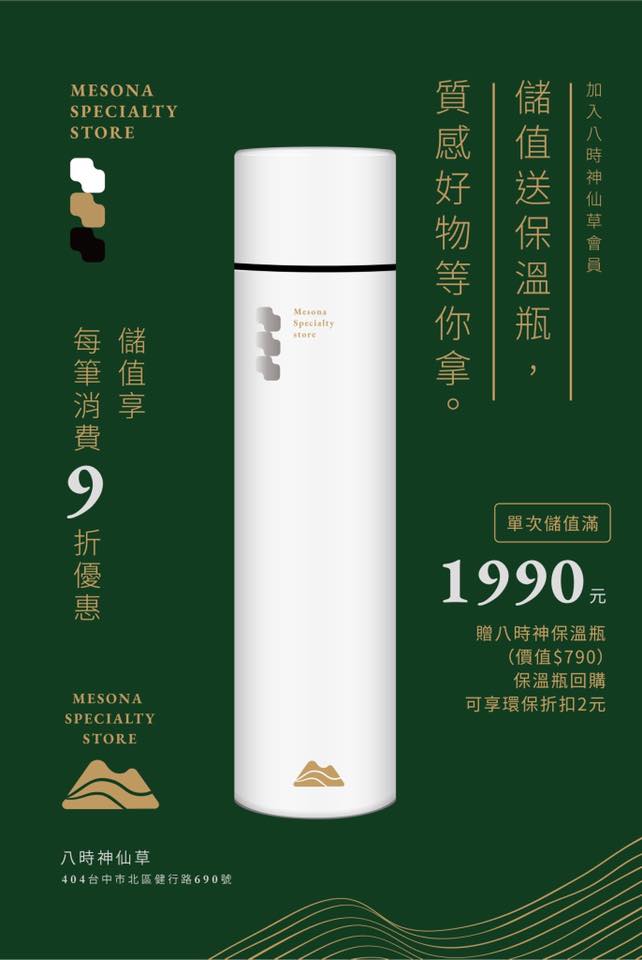 MESONA
SPECIALTY
STORE
加入八時神仙草會員
儲值送保溫瓶，
質感好物等你拿。
Mesona
Specialty
store
儲值享
每筆消費9折優惠
單次儲值滿
1990元
贈八時神保溫瓶
（價值$790）
保溫瓶回購
可享環保折扣2元
MESONA
SPECIALTY
STORE
八時神仙草
404台中市北區健行路690號